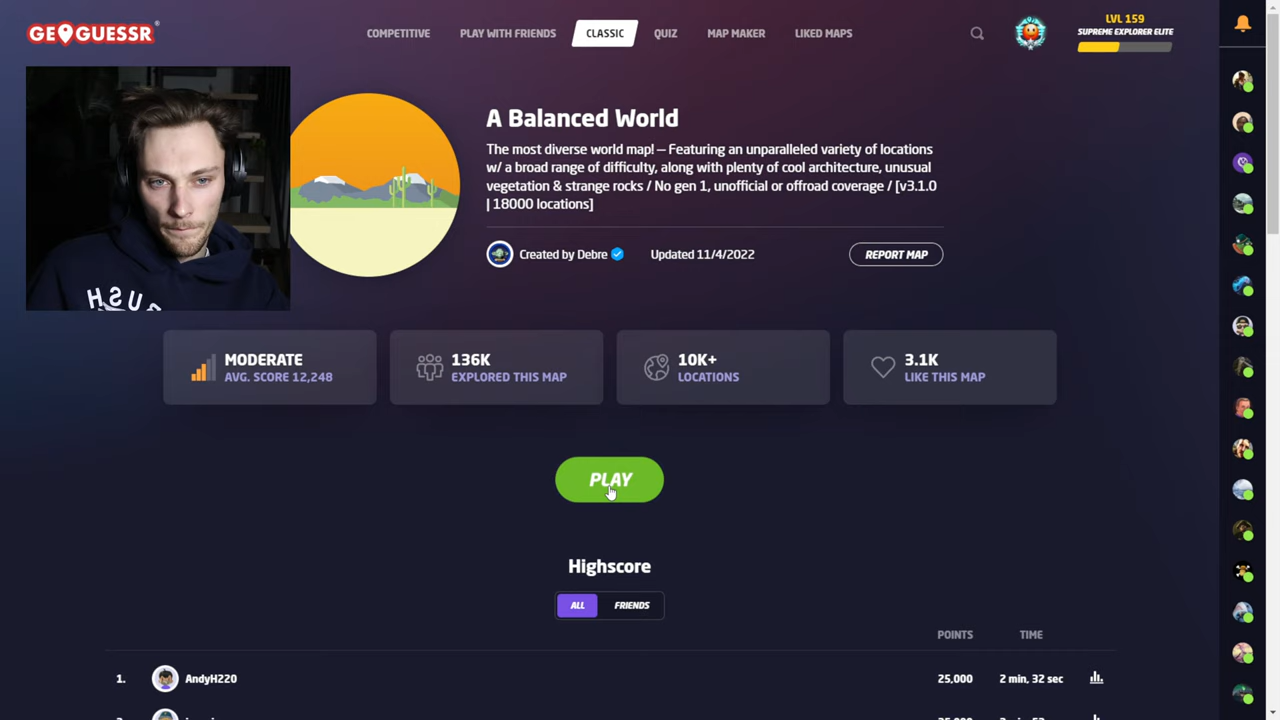 GEOGUESSR
COMPETITIVE
PLAY WITH FRIENDS
CLASSIC
QUIZ
MAP MAKER
LIKED MAPS
LVL 159
SUPREME EXPLORER ELITE
A Balanced World
The most diverse world map! — Featuring an unparalleled variety of locations
w/ a broad range of difficulty, along with plenty of cool architecture, unusual
vegetation & strange rocks / No gen 1, unofficial or offroad coverage / [v3.1.0
| 18000 locations]
Created by Debre
Updated 11/4/2022
REPORT MAP
MODERATE
AVG. SCORE 12,248
136K
EXPLORED THIS MAP
10K+
LOCATIONS
3.1K
LIKE THIS MAP
PLAY
Highscore
ALL
FRIENDS
POINTS
TIME
1.
AndyH220
25,000
2 min, 32 sec